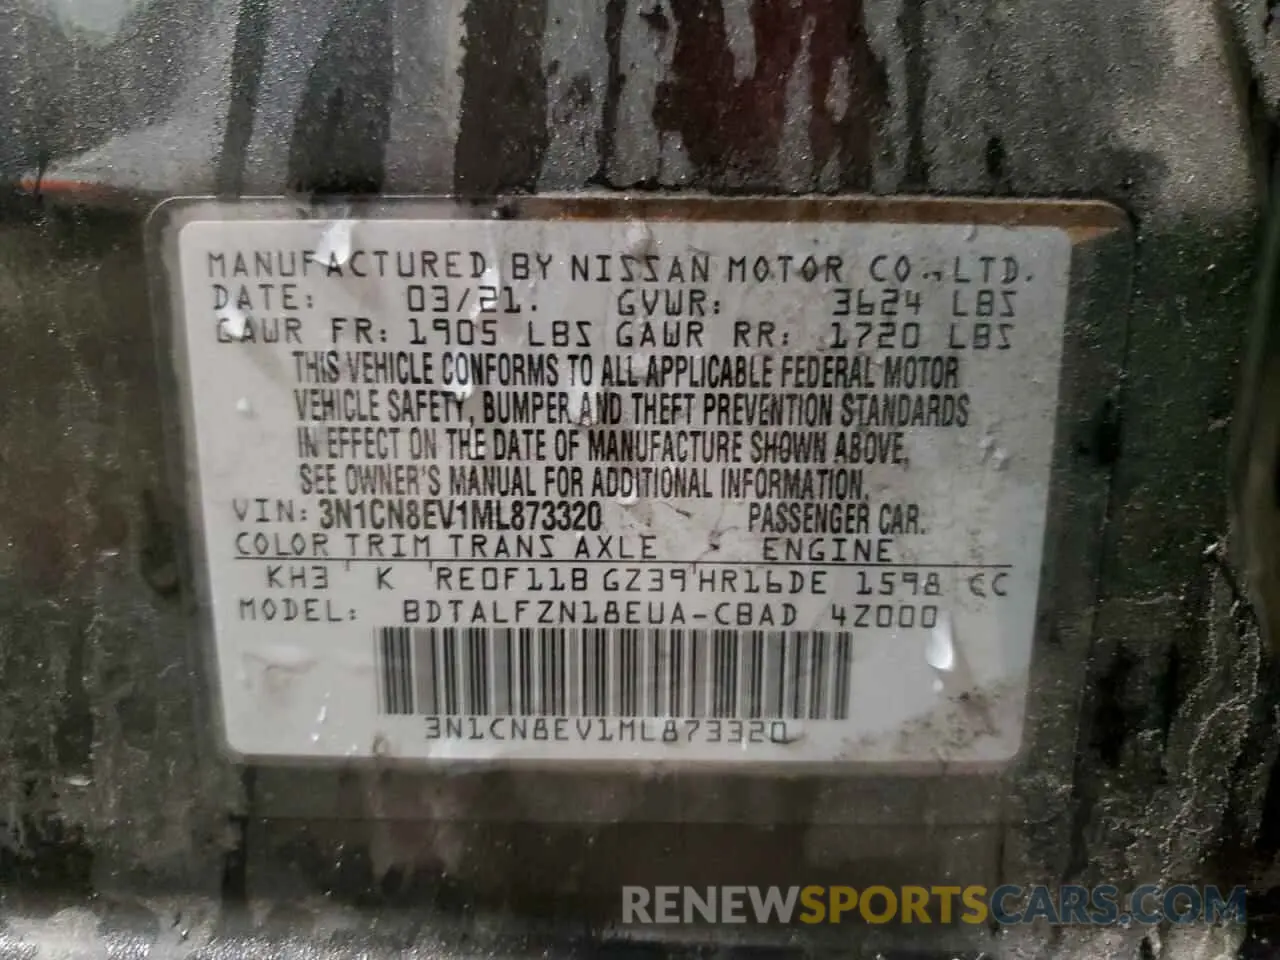 MANUFACTURED BY NISSAN MOTOR CO., LTD.
DATE: 03/21. GVWR: 3624 LBS
GAWR FR: 1905 LBS GAWR RR: 1720 LBS
THIS VEHICLE CONFORMS TO ALL APPLICABLE FEDERAL MOTOR
VEHICLE SAFETY, BUMPER AND THEFT PREVENTION STANDARDS
IN EFFECT ON THE DATE OF MANUFACTURE SHOWN ABOVE,
SEE OWNER'S MANUAL FOR ADDITIONAL INFORMATION.
VIN: 3N1CN8EV1ML873320 PASSENGER CAR.
COLOR TRIM TRANS AXLE ENGINE
KH3 K RE0F11B GZ39 HR16DE 1598 CC
MODEL: BDTALFZN18EUA-CBAD 4Z000
3N1CN8EV1ML873320
RENEWSPORTSCARS.COM